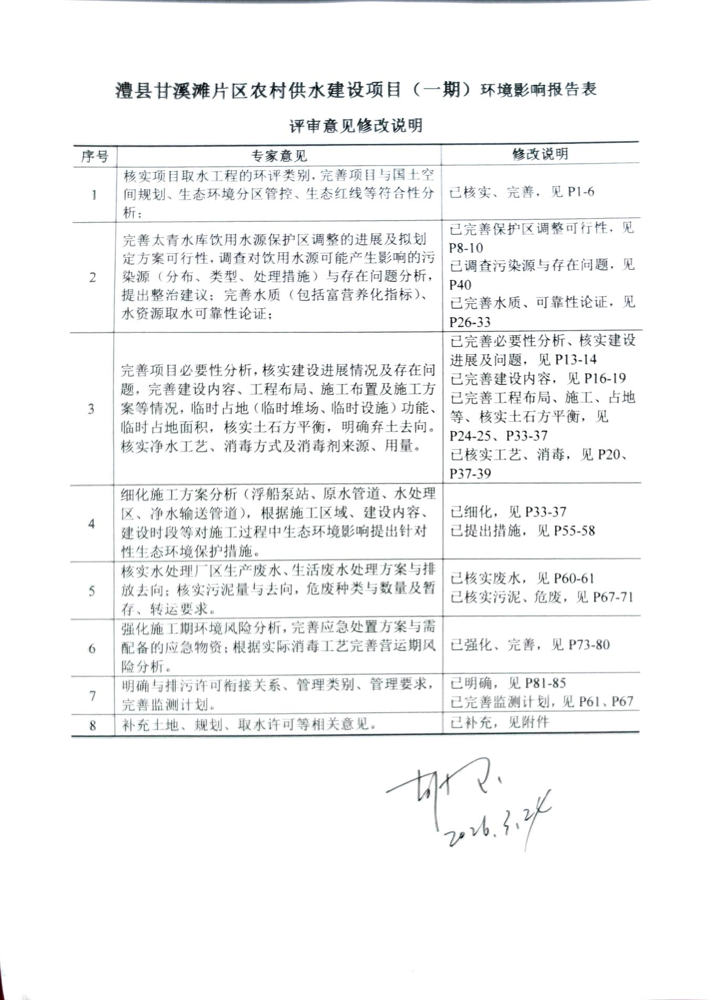 澧县甘溪滩片区农村供水建设项目（一期）环境影响报告表
评审意见修改说明
序号 专家意见 修改说明
1
核实项目取水工程的环评类别，完善项目与国土空
间规划、生态环境分区管控、生态红线等符合性分
析；
已核实、完善，见 P1-6
2
完善太青水库饮用水源保护区调整的进展及拟划
定方案可行性，调查对饮用水源可能产生影响的污
染源（分布、类型、处理措施）与存在问题分析，
提出整治建议；完善水质（包括富营养化指标）、
水资源取水可靠性论证；
已完善保护区调整可行性，见
P8-10
已调查污染源与存在问题，见
P40
已完善水质、可靠性论证，见
P26-33
3
完善项目必要性分析，核实建设进展情况及存在问
题，完善建设内容、工程布局、施工布置及施工方
案等情况，临时占地（临时堆场、临时设施）功能、
临时占地面积，核实土石方平衡，明确弃土去向。
核实净水工艺、消毒方式及消毒剂来源、用量。
已完善必要性分析、核实建设
进展及问题，见 P13-14
已完善建设内容，见 P16-19
已完善工程布局、施工、占地
等、核实土石方平衡，见
P24-25、P33-37
已核实工艺、消毒，见 P20、
P37-39
4
细化施工方案分析（浮船泵站、原水管道、水处理
区、净水输送管道），根据施工区域、建设内容、
建设时段等对施工过程中生态环境影响提出针对
性生态环境保护措施。
已细化，见 P33-37
已提出措施，见 P55-58
5
核实水处理厂区生产废水、生活废水处理方案与排
放去向；核实污泥量与去向，危废种类与数量及暂
存、转运要求。
已核实废水，见 P60-61
已核实污泥、危废，见 P67-71
6
强化施工期环境风险分析，完善应急处置方案与需
配备的应急物资；根据实际消毒工艺完善营运期风
险分析。
已强化、完善，见 P73-80
7
明确与排污许可衔接关系、管理类别、管理要求，
完善监测计划。
已明确，见 P81-85
已完善监测计划，见 P61、P67
8
补充土地、规划、取水许可等相关意见。
已补充，见附件
2026.3.24